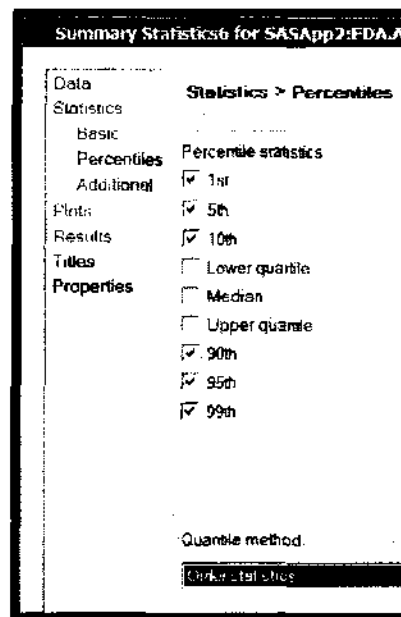 Summary Statistics6 for SASApp2:FDA.A
Data
Statistics
Basic
Percentiles
Additional
Plots
Results
Titles
Properties
Statistics > Percentiles
Percentile statistics
1st
5th
10th
Lower quartile
Median
Upper quartile
90th
95th
99th
Quantile method:
Order statistics